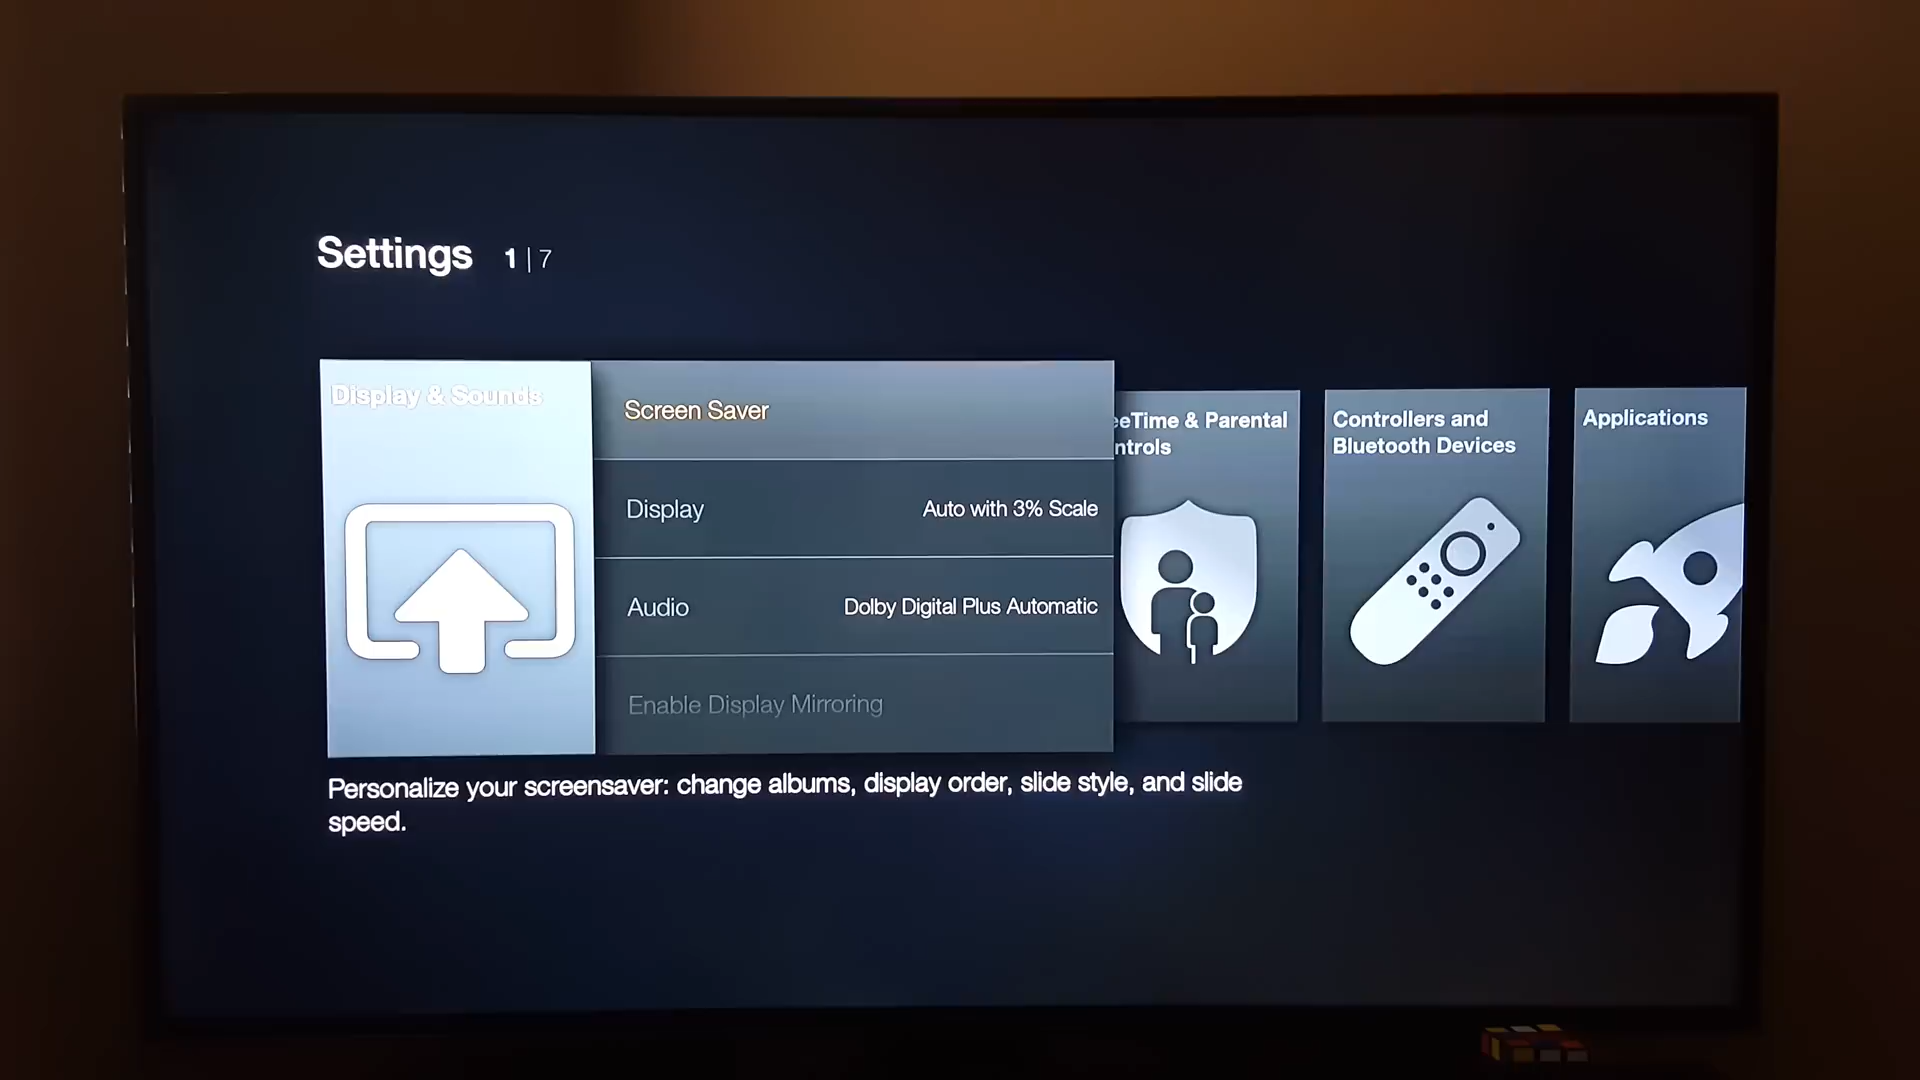 Settings 1 | 7
Display & Sounds
Screen Saver
Display Auto with 3% Scale
Audio Dolby Digital Plus Automatic
Enable Display Mirroring
eeTime & Parental
ntrols
Controllers and
Bluetooth Devices
Applications
Personalize your screensaver: change albums, display order, slide style, and slide
speed.